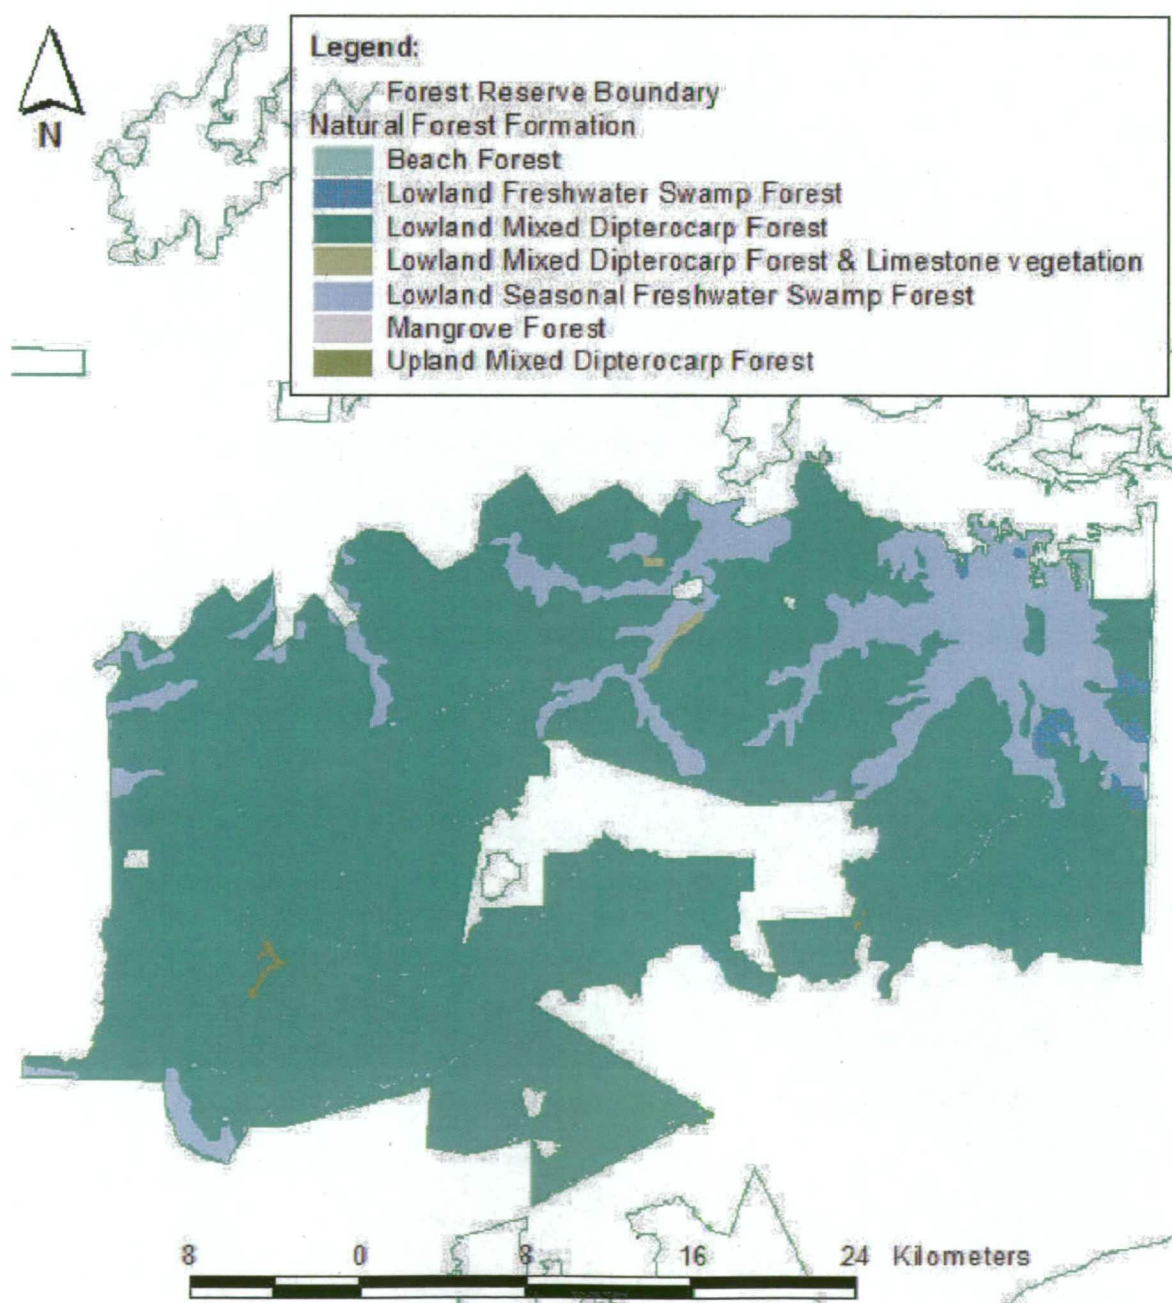 N
Legend:
Forest Reserve Boundary
Natural Forest Formation
Beach Forest
Lowland Freshwater Swamp Forest
Lowland Mixed Dipterocarp Forest
Lowland Mixed Dipterocarp Forest & Limestone vegetation
Lowland Seasonal Freshwater Swamp Forest
Mangrove Forest
Upland Mixed Dipterocarp Forest
8 0 8 16 24 Kilometers